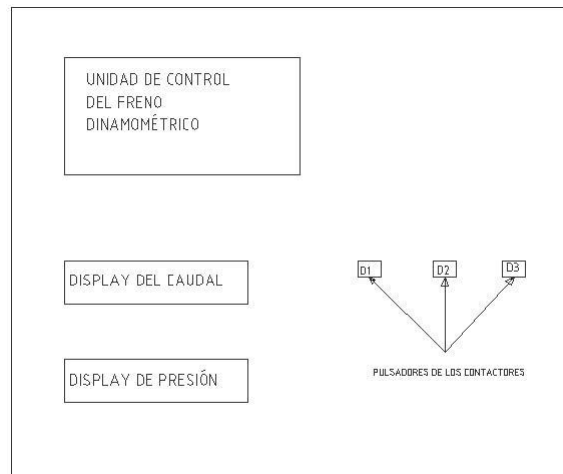 UNIDAD DE CONTROL
DEL FRENO
DINAMOMÉTRICO
DISPLAY DEL CAUDAL
D1 D2 D3
DISPLAY DE PRESIÓN
PULSADORES DE LOS CONTACTORES